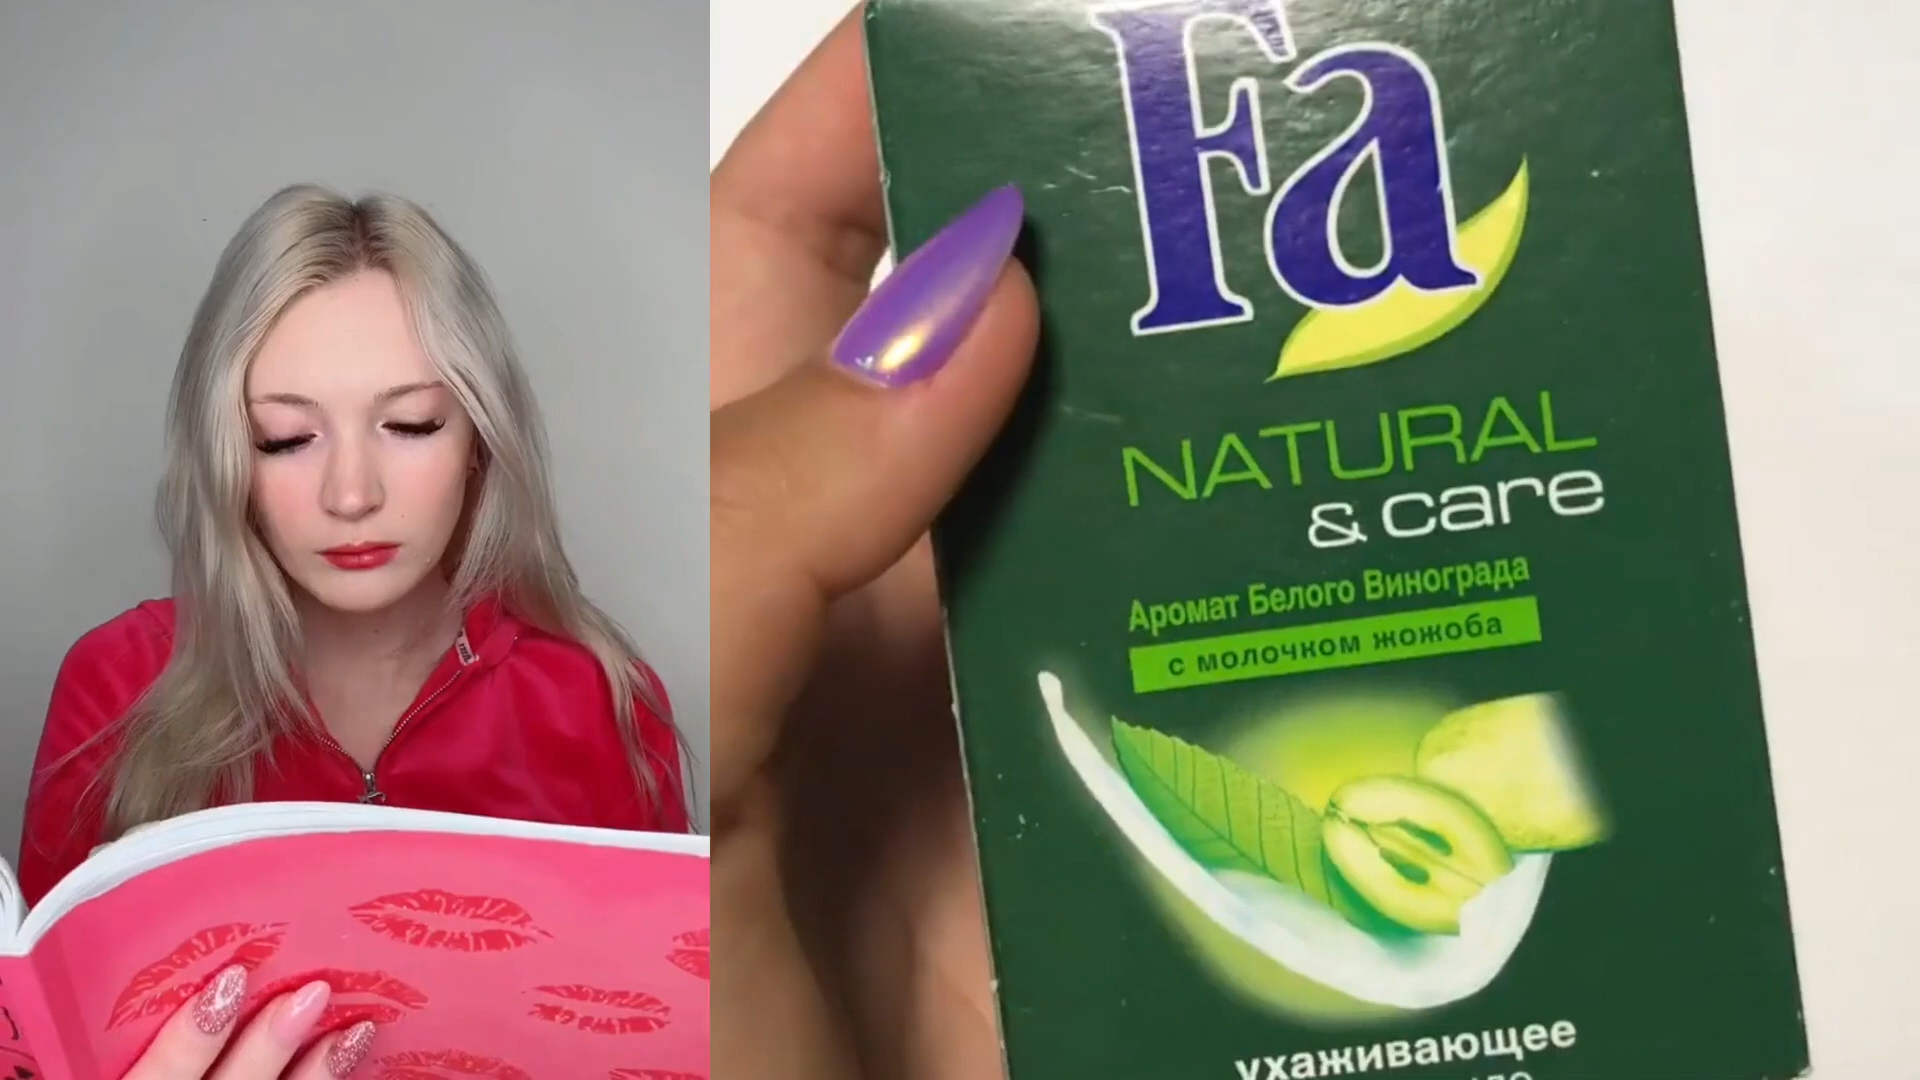 Fa
NATURAL
& care
Аромат Белого Винограда
с молочком жожоба
ухаживающее